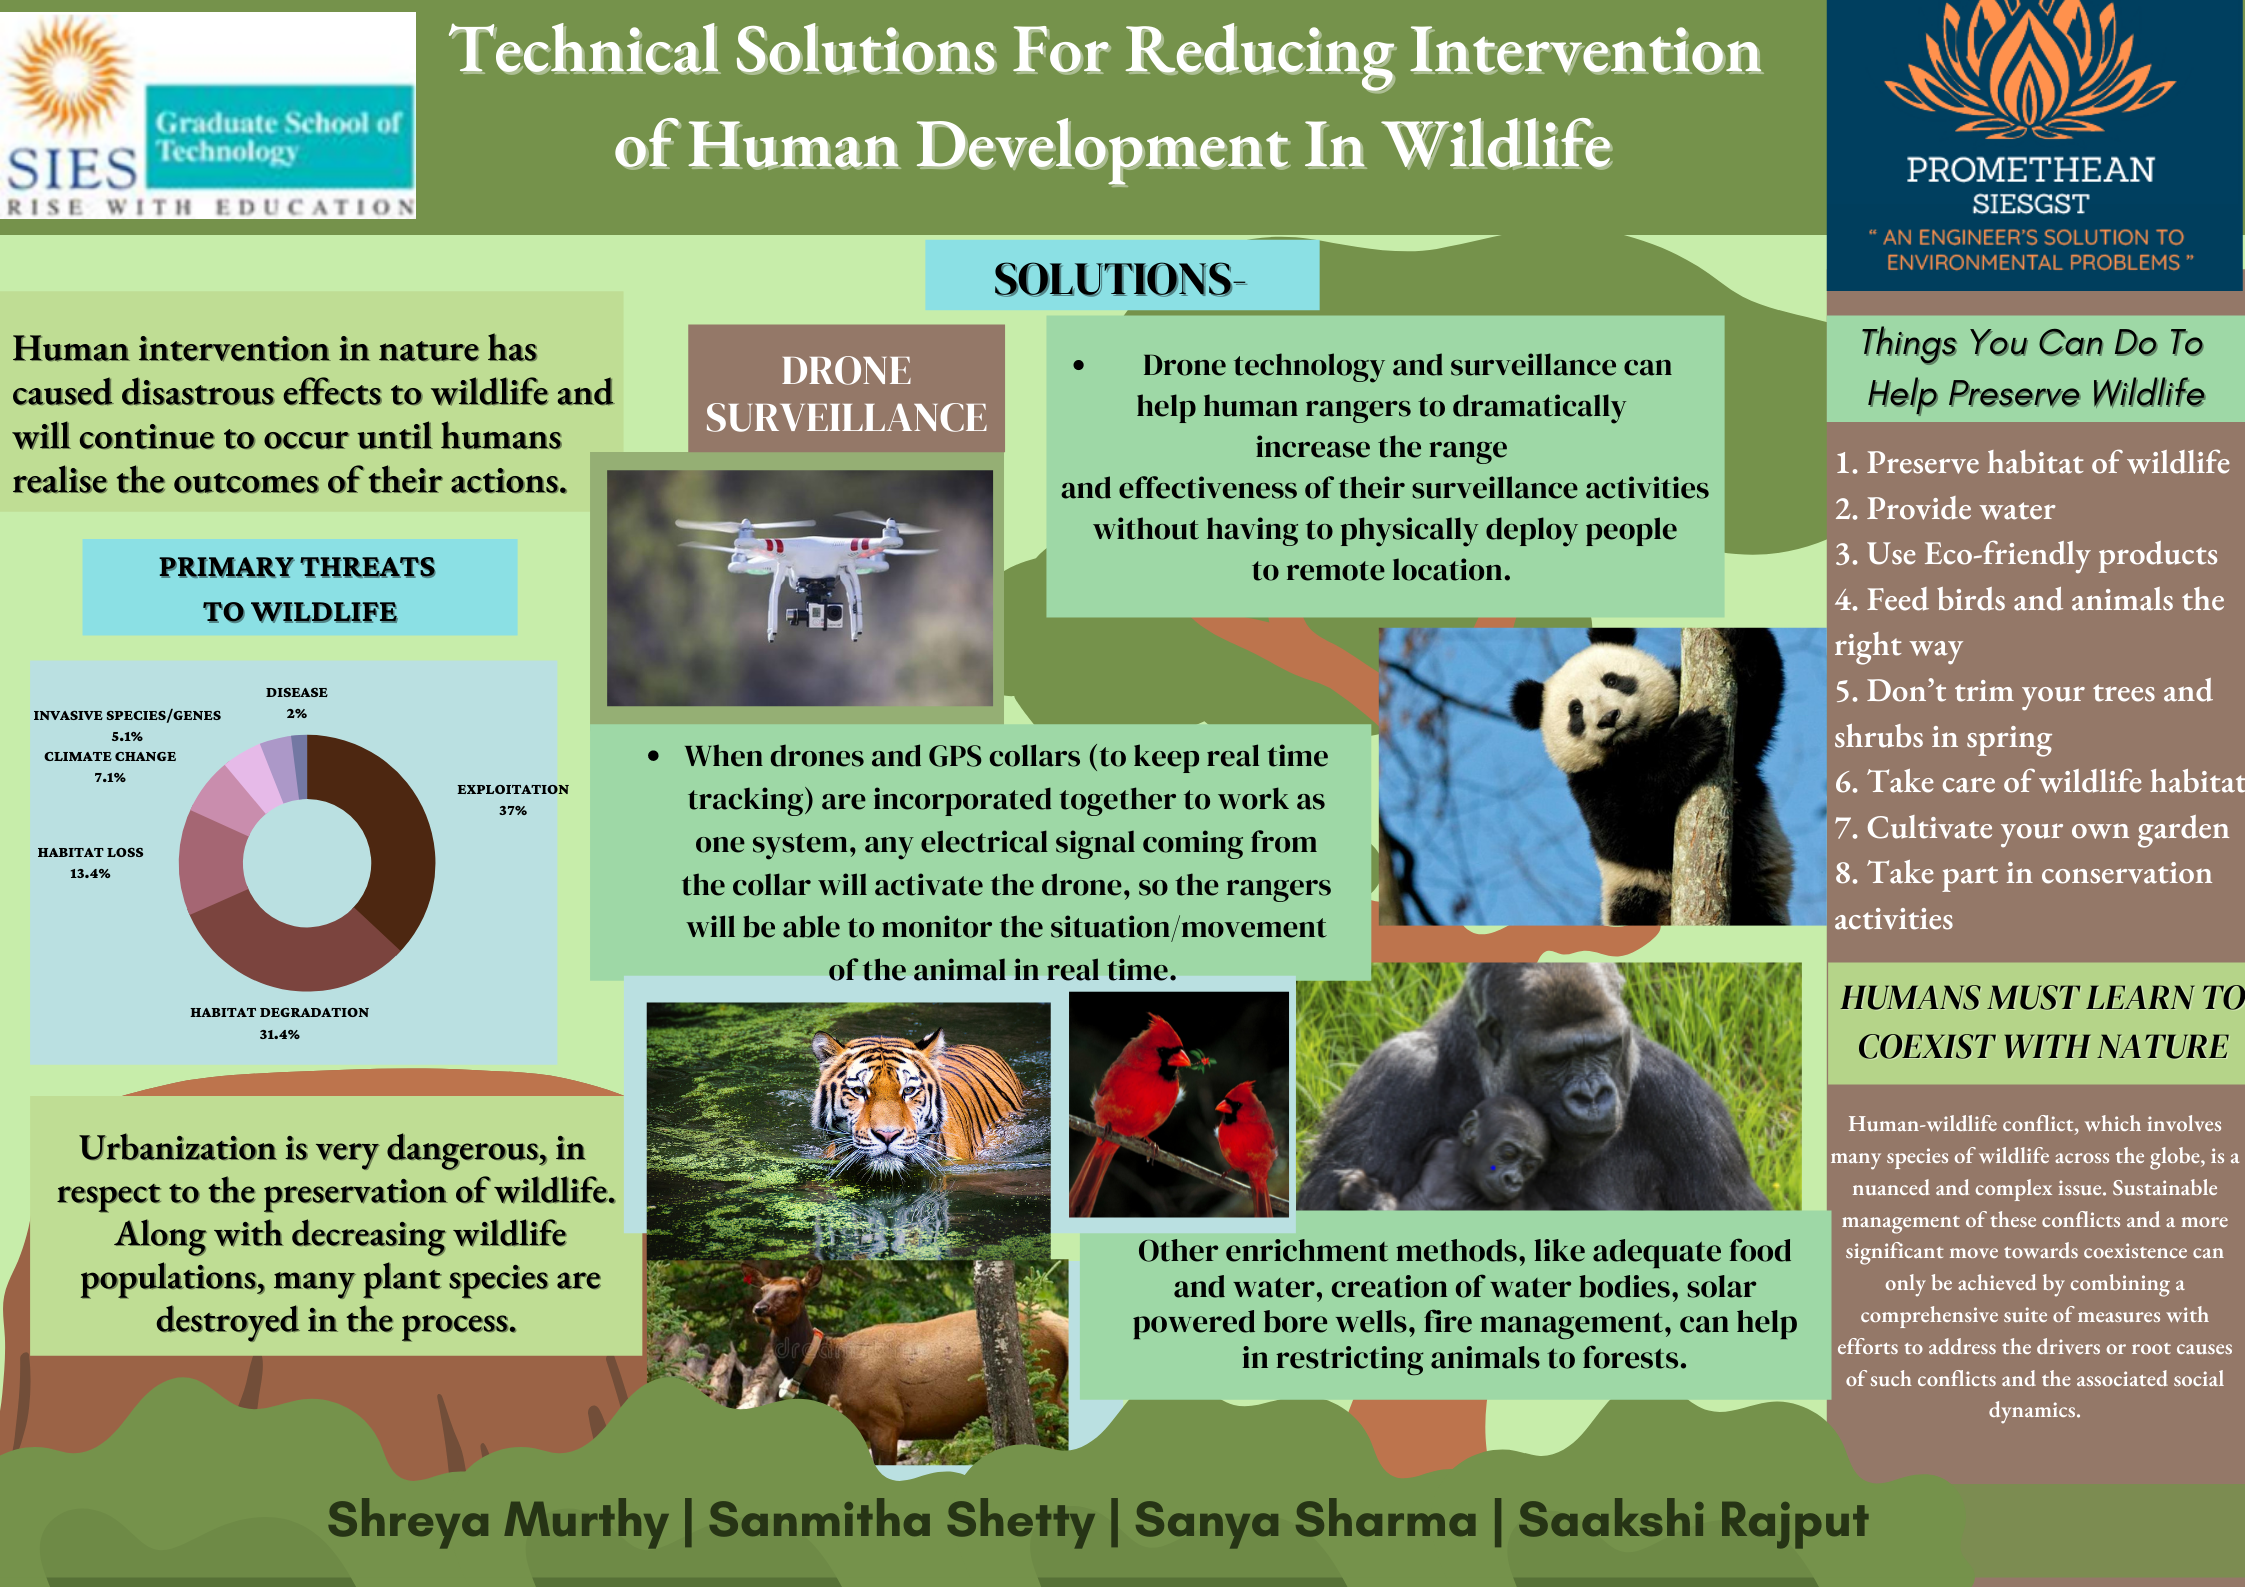 SIES
Graduate School of
Technology
RISE WITH EDUCATION
Technical Solutions For Reducing Intervention
of Human Development In Wildlife
PROMETHEAN
SIESGST
“ AN ENGINEER'S SOLUTION TO
ENVIRONMENTAL PROBLEMS ”
Human intervention in nature has
caused disastrous effects to wildlife and
will continue to occur until humans
realise the outcomes of their actions.
PRIMARY THREATS
TO WILDLIFE
DISEASE
2%
INVASIVE SPECIES/GENES
5.1%
CLIMATE CHANGE
7.1%
EXPLOITATION
37%
HABITAT LOSS
13.4%
HABITAT DEGRADATION
31.4%
Urbanization is very dangerous, in
respect to the preservation of wildlife.
Along with decreasing wildlife
populations, many plant species are
destroyed in the process.
SOLUTIONS-
DRONE
SURVEILLANCE
• Drone technology and surveillance can
help human rangers to dramatically
increase the range
and effectiveness of their surveillance activities
without having to physically deploy people
to remote location.
• When drones and GPS collars (to keep real time
tracking) are incorporated together to work as
one system, any electrical signal coming from
the collar will activate the drone, so the rangers
will be able to monitor the situation/movement
of the animal in real time.
Other enrichment methods, like adequate food
and water, creation of water bodies, solar
powered bore wells, fire management, can help
in restricting animals to forests.
Things You Can Do To
Help Preserve Wildlife
1. Preserve habitat of wildlife
2. Provide water
3. Use Eco-friendly products
4. Feed birds and animals the
right way
5. Don't trim your trees and
shrubs in spring
6. Take care of wildlife habitat
7. Cultivate your own garden
8. Take part in conservation
activities
HUMANS MUST LEARN TO
COEXIST WITH NATURE
Human-wildlife conflict, which involves
many species of wildlife across the globe, is a
nuanced and complex issue. Sustainable
management of these conflicts and a more
significant move towards coexistence can
only be achieved by combining a
comprehensive suite of measures with
efforts to address the drivers or root causes
of such conflicts and the associated social
dynamics.
Shreya Murthy | Sanmitha Shetty | Sanya Sharma | Saakshi Rajput